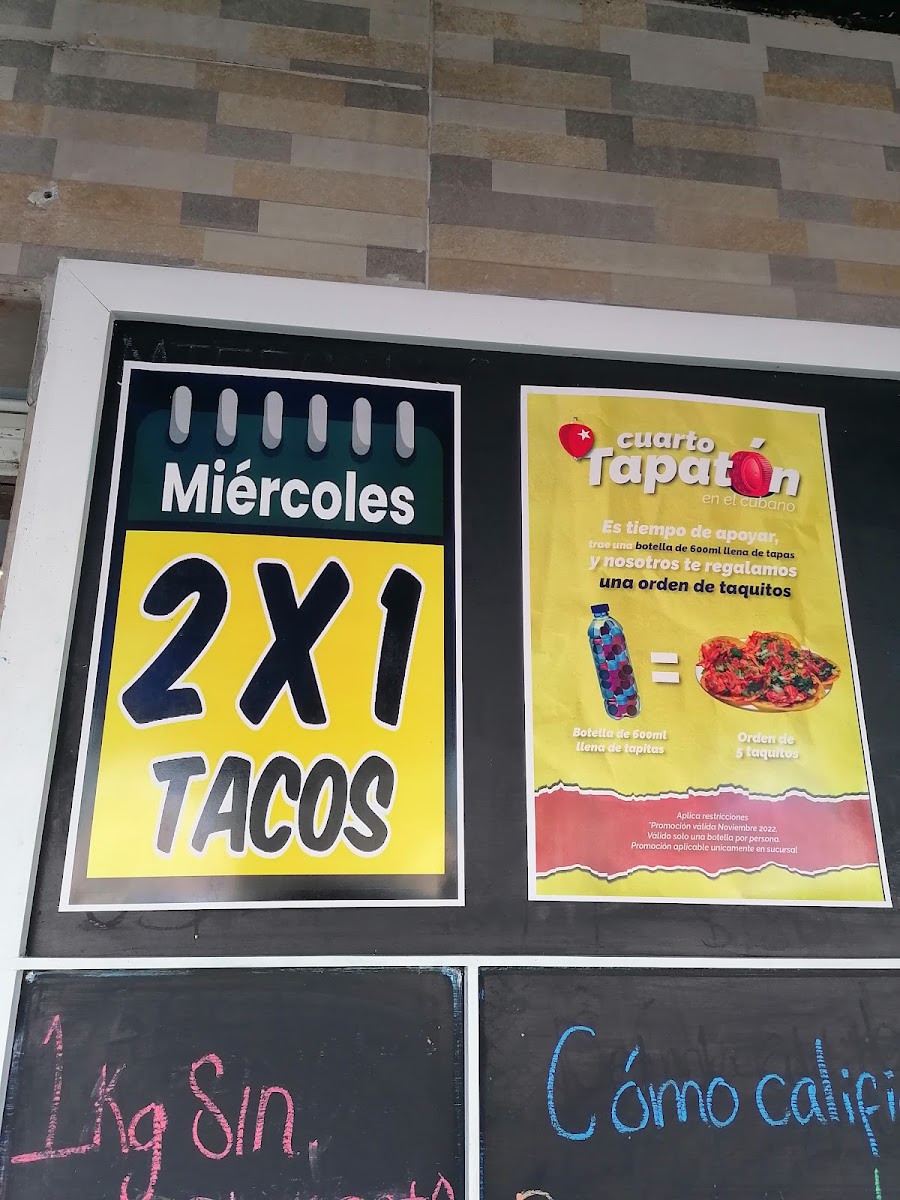 Miércoles
2X1
TACOS
cuarto
Tapatón
en el cubano
Es tiempo de apoyar,
trae una botella de 600ml llena de tapas
y nosotros te regalamos
una orden de taquitos
=
Botella de 600ml
llena de tapitas
Orden de
5 taquitos
Aplica restricciones
*Promoción válida Noviembre 2022.
Válido solo una botella por persona.
Promoción aplicable unicamente en sucursal
1Kg Sin,
Cómo califi